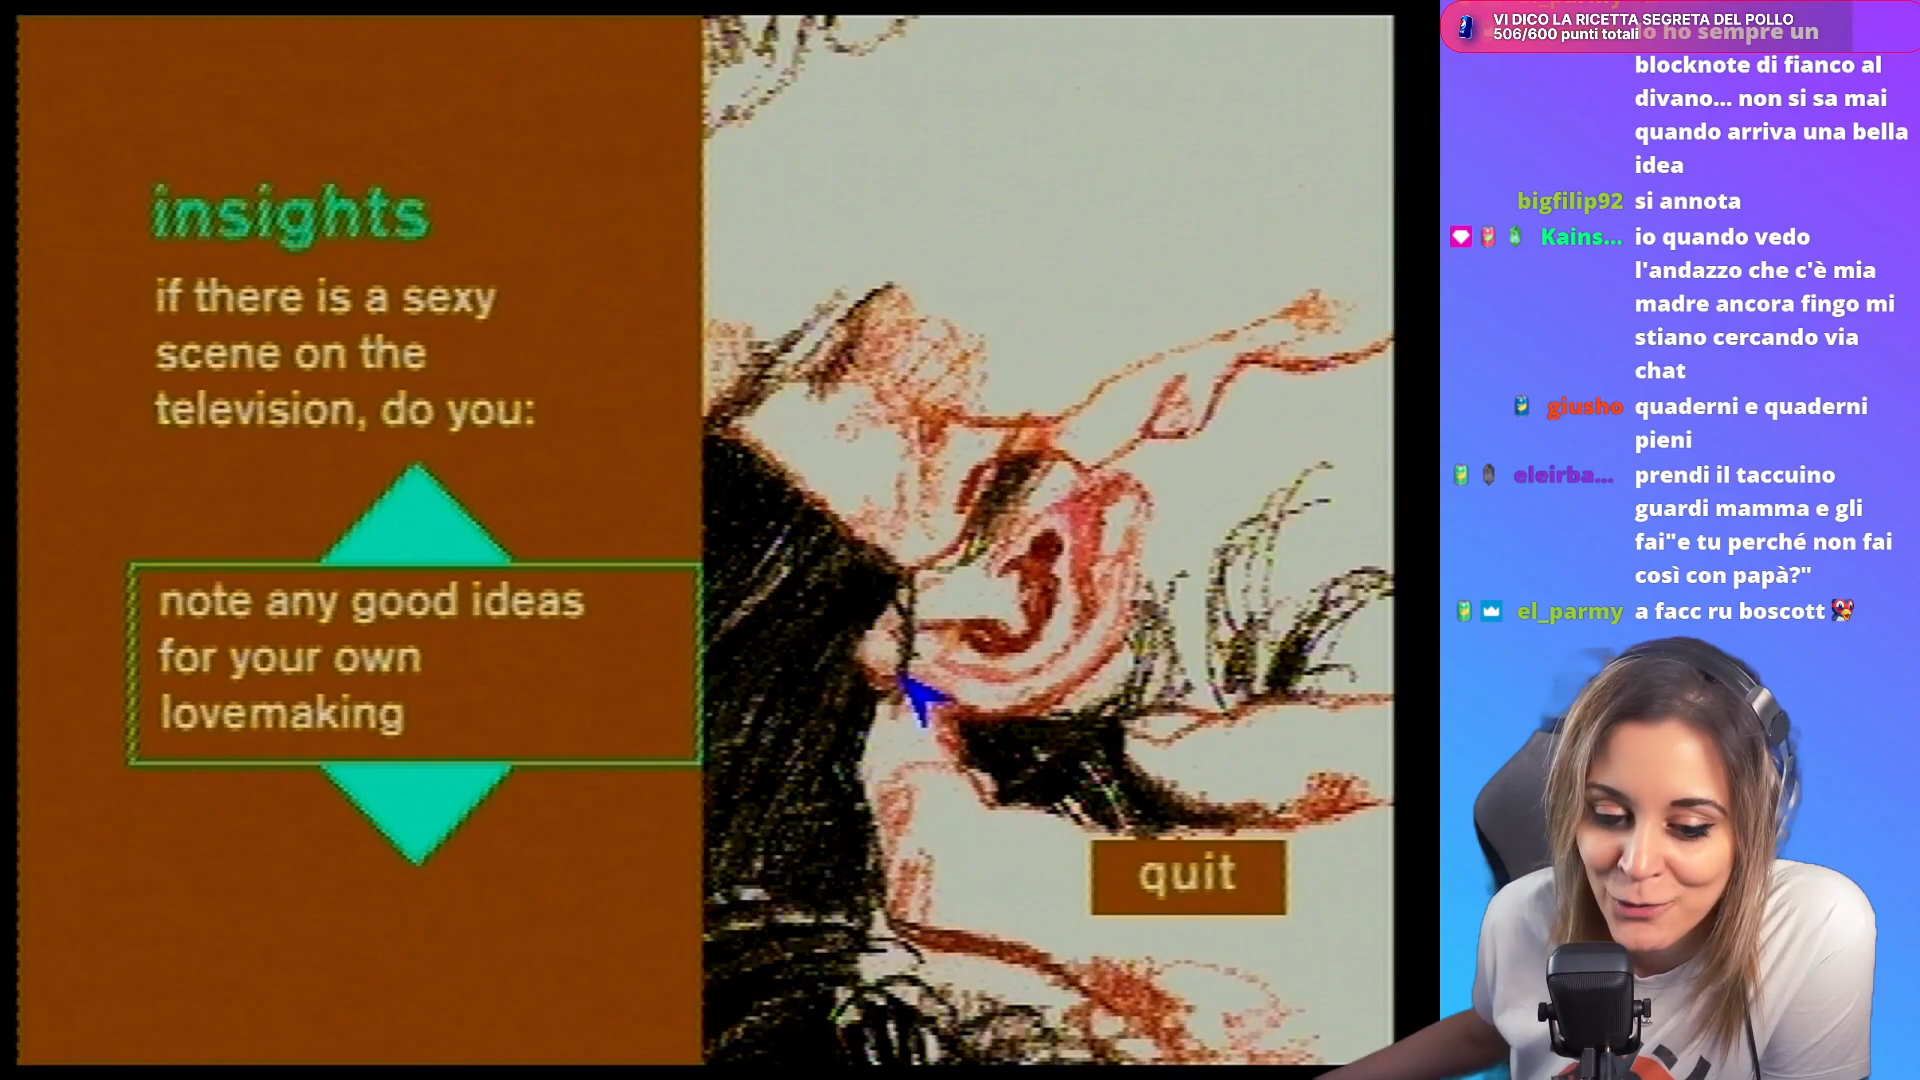 insights
if there is a sexy
scene on the
television, do you:
note any good ideas
for your own
lovemaking
quit
VI DICO LA RICETTA SEGRETA DEL POLLO
506/600 punti totali
io ho sempre un
blocknote di fianco al
divano... non si sa mai
quando arriva una bella
idea
bigfilip92 si annota
Kains... io quando vedo
l'andazzo che c'è mia
madre ancora fingo mi
stiano cercando via
chat
giusho quaderni e quaderni
pieni
eleirba... prendi il taccuino
guardi mamma e gli
fai"e tu perché non fai
così con papà?"
el_parmy a facc ru boscott